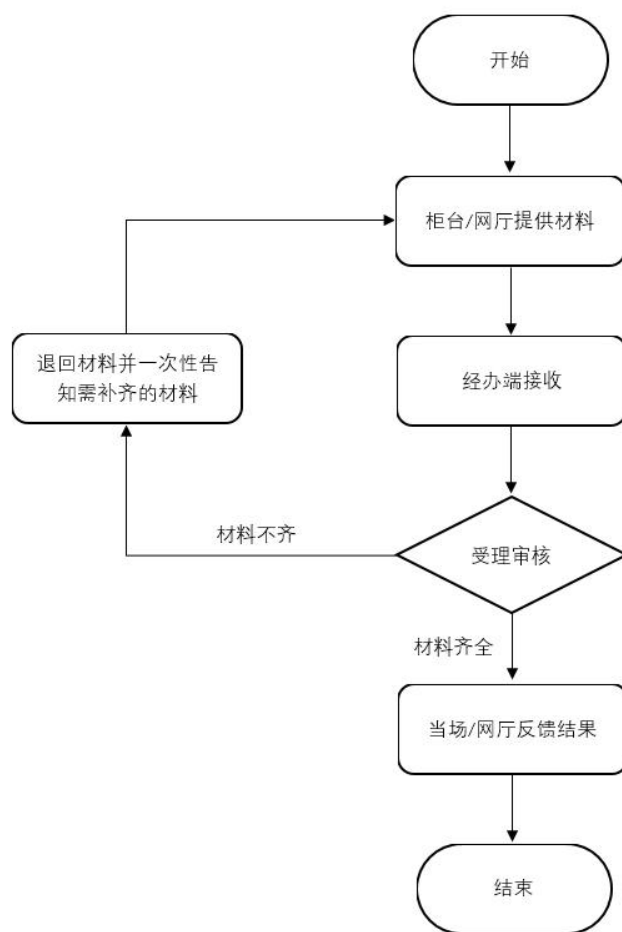 开始
柜台/网厅提供材料
退回材料并一次性告
知需补齐的材料
经办端接收
材料不齐
受理审核
材料齐全
当场/网厅反馈结果
结束